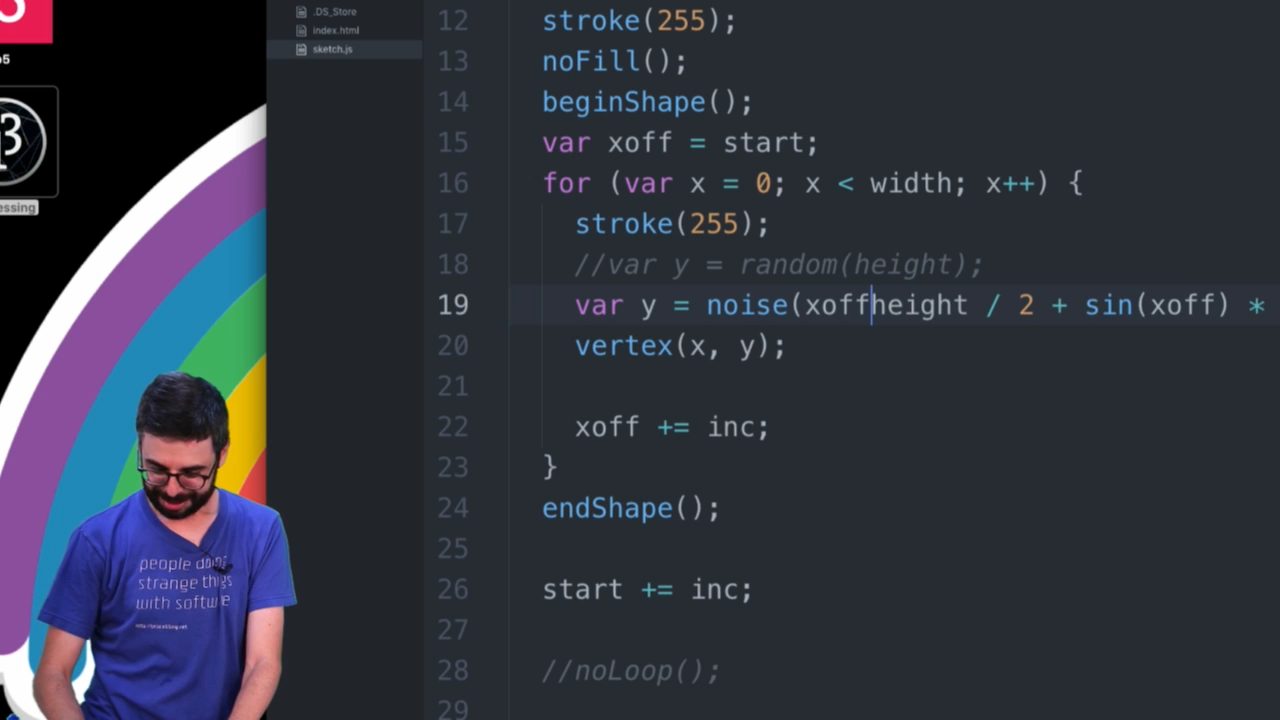 .DS_Store
index.html
sketch.js
12 stroke(255);
13 noFill();
14 beginShape();
15 var xoff = start;
16 for (var x = 0; x < width; x++) {
17 stroke(255);
18 //var y = random(height);
19 var y = noise(xoffheight / 2 + sin(xoff) *
20 vertex(x, y);
21
22 xoff += inc;
23 }
24 endShape();
25
26 start += inc;
27
28 //noLoop();
29
people doing
strange things
with software